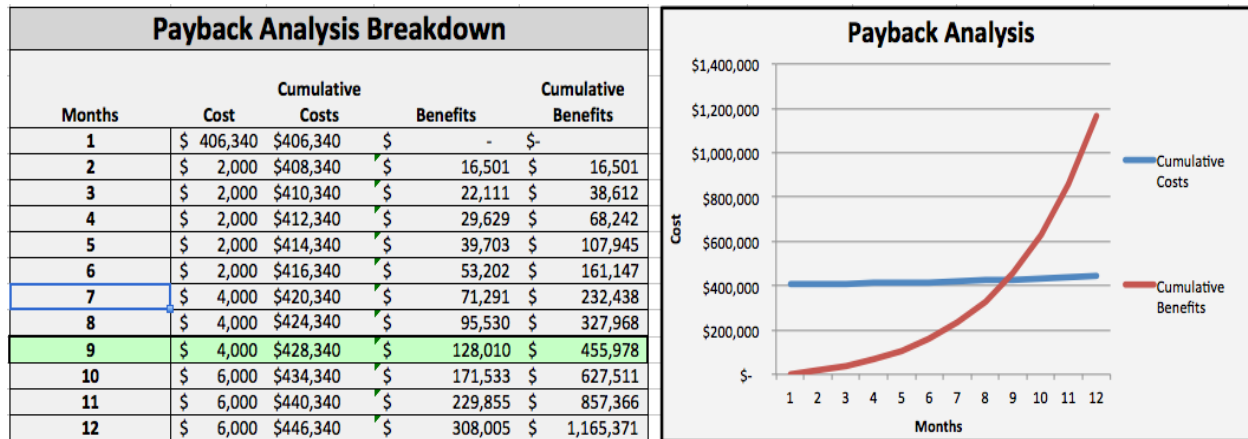 Payback Analysis Breakdown
Months Cost Cumulative Costs Benefits Cumulative Benefits
1 $ 406,340 $406,340 $ - $-
2 $ 2,000 $408,340 $ 16,501 $ 16,501
3 $ 2,000 $410,340 $ 22,111 $ 38,612
4 $ 2,000 $412,340 $ 29,629 $ 68,242
5 $ 2,000 $414,340 $ 39,703 $ 107,945
6 $ 2,000 $416,340 $ 53,202 $ 161,147
7 $ 4,000 $420,340 $ 71,291 $ 232,438
8 $ 4,000 $424,340 $ 95,530 $ 327,968
9 $ 4,000 $428,340 $ 128,010 $ 455,978
10 $ 6,000 $434,340 $ 171,533 $ 627,511
11 $ 6,000 $440,340 $ 229,855 $ 857,366
12 $ 6,000 $446,340 $ 308,005 $ 1,165,371
Payback Analysis
$1,400,000
$1,200,000
$1,000,000
$800,000
$600,000
$400,000
$200,000
$-
Cost
1 2 3 4 5 6 7 8 9 10 11 12
Months
Cumulative
Costs
Cumulative
Benefits